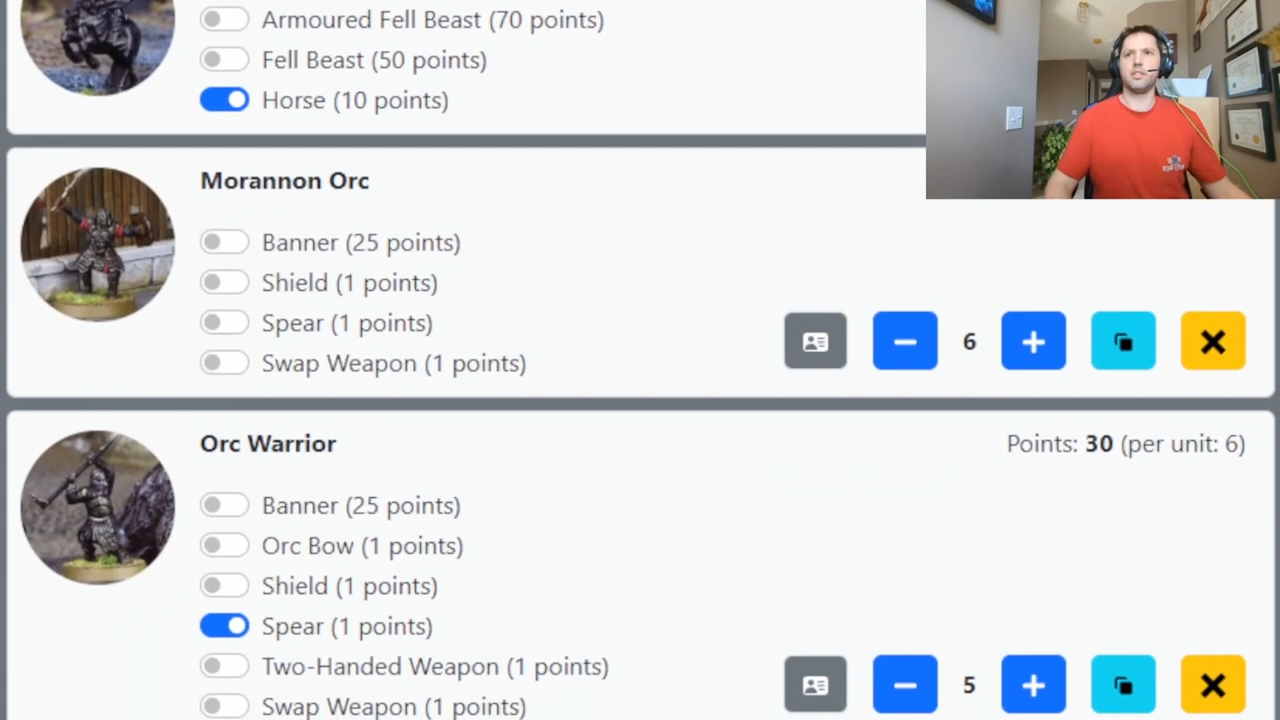 Armoured Fell Beast (70 points)
Fell Beast (50 points)
Horse (10 points)
Morannon Orc
Banner (25 points)
Shield (1 points)
Spear (1 points)
Swap Weapon (1 points)
6
Orc Warrior
Points: 30 (per unit: 6)
Banner (25 points)
Orc Bow (1 points)
Shield (1 points)
Spear (1 points)
Two-Handed Weapon (1 points)
Swap Weapon (1 points)
5